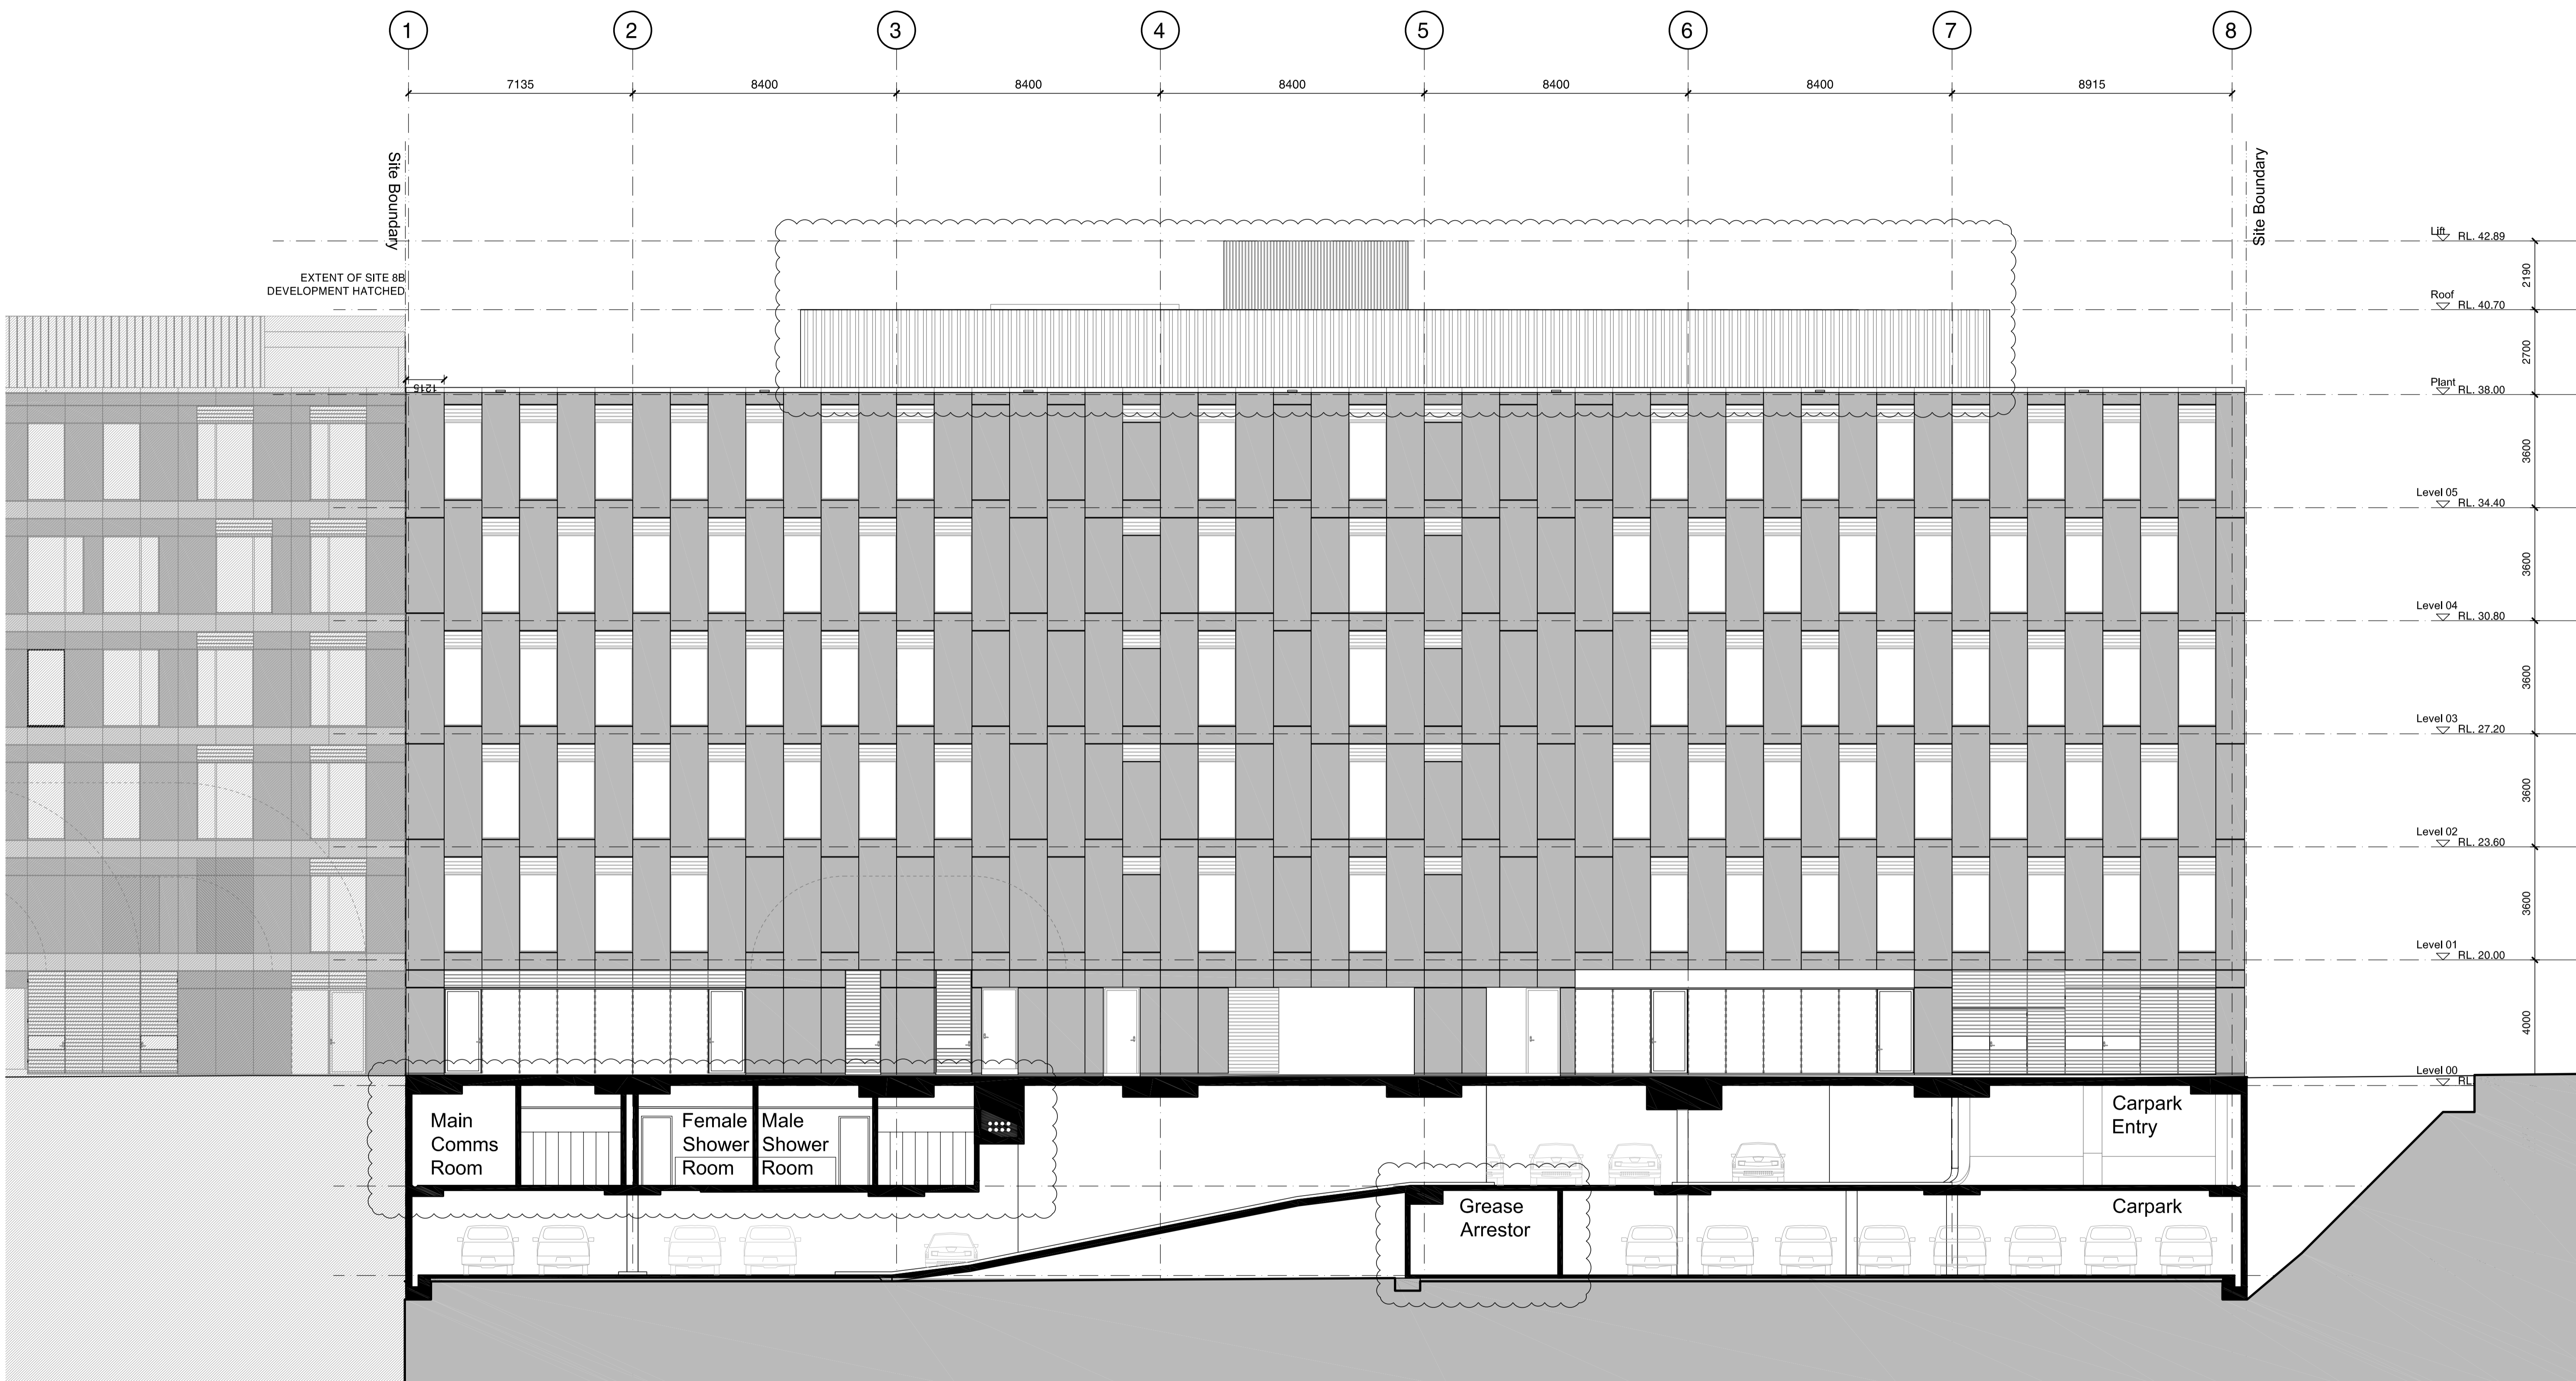 1 2 3 4 5 6 7 8
7135 8400 8400 8400 8400 8400 8915
Site Boundary
Site Boundary
EXTENT OF SITE 8B
DEVELOPMENT HATCHED
1215
Lift RL. 42.89
2190
Roof RL. 40.70
2700
Plant RL. 38.00
3600
Level 05 RL. 34.40
3600
Level 04 RL. 30.80
3600
Level 03 RL. 27.20
3600
Level 02 RL. 23.60
3600
Level 01 RL. 20.00
4000
Level 00 RL.
Main
Comms
Room
Female
Shower
Room
Male
Shower
Room
Carpark
Entry
Grease
Arrestor
Carpark